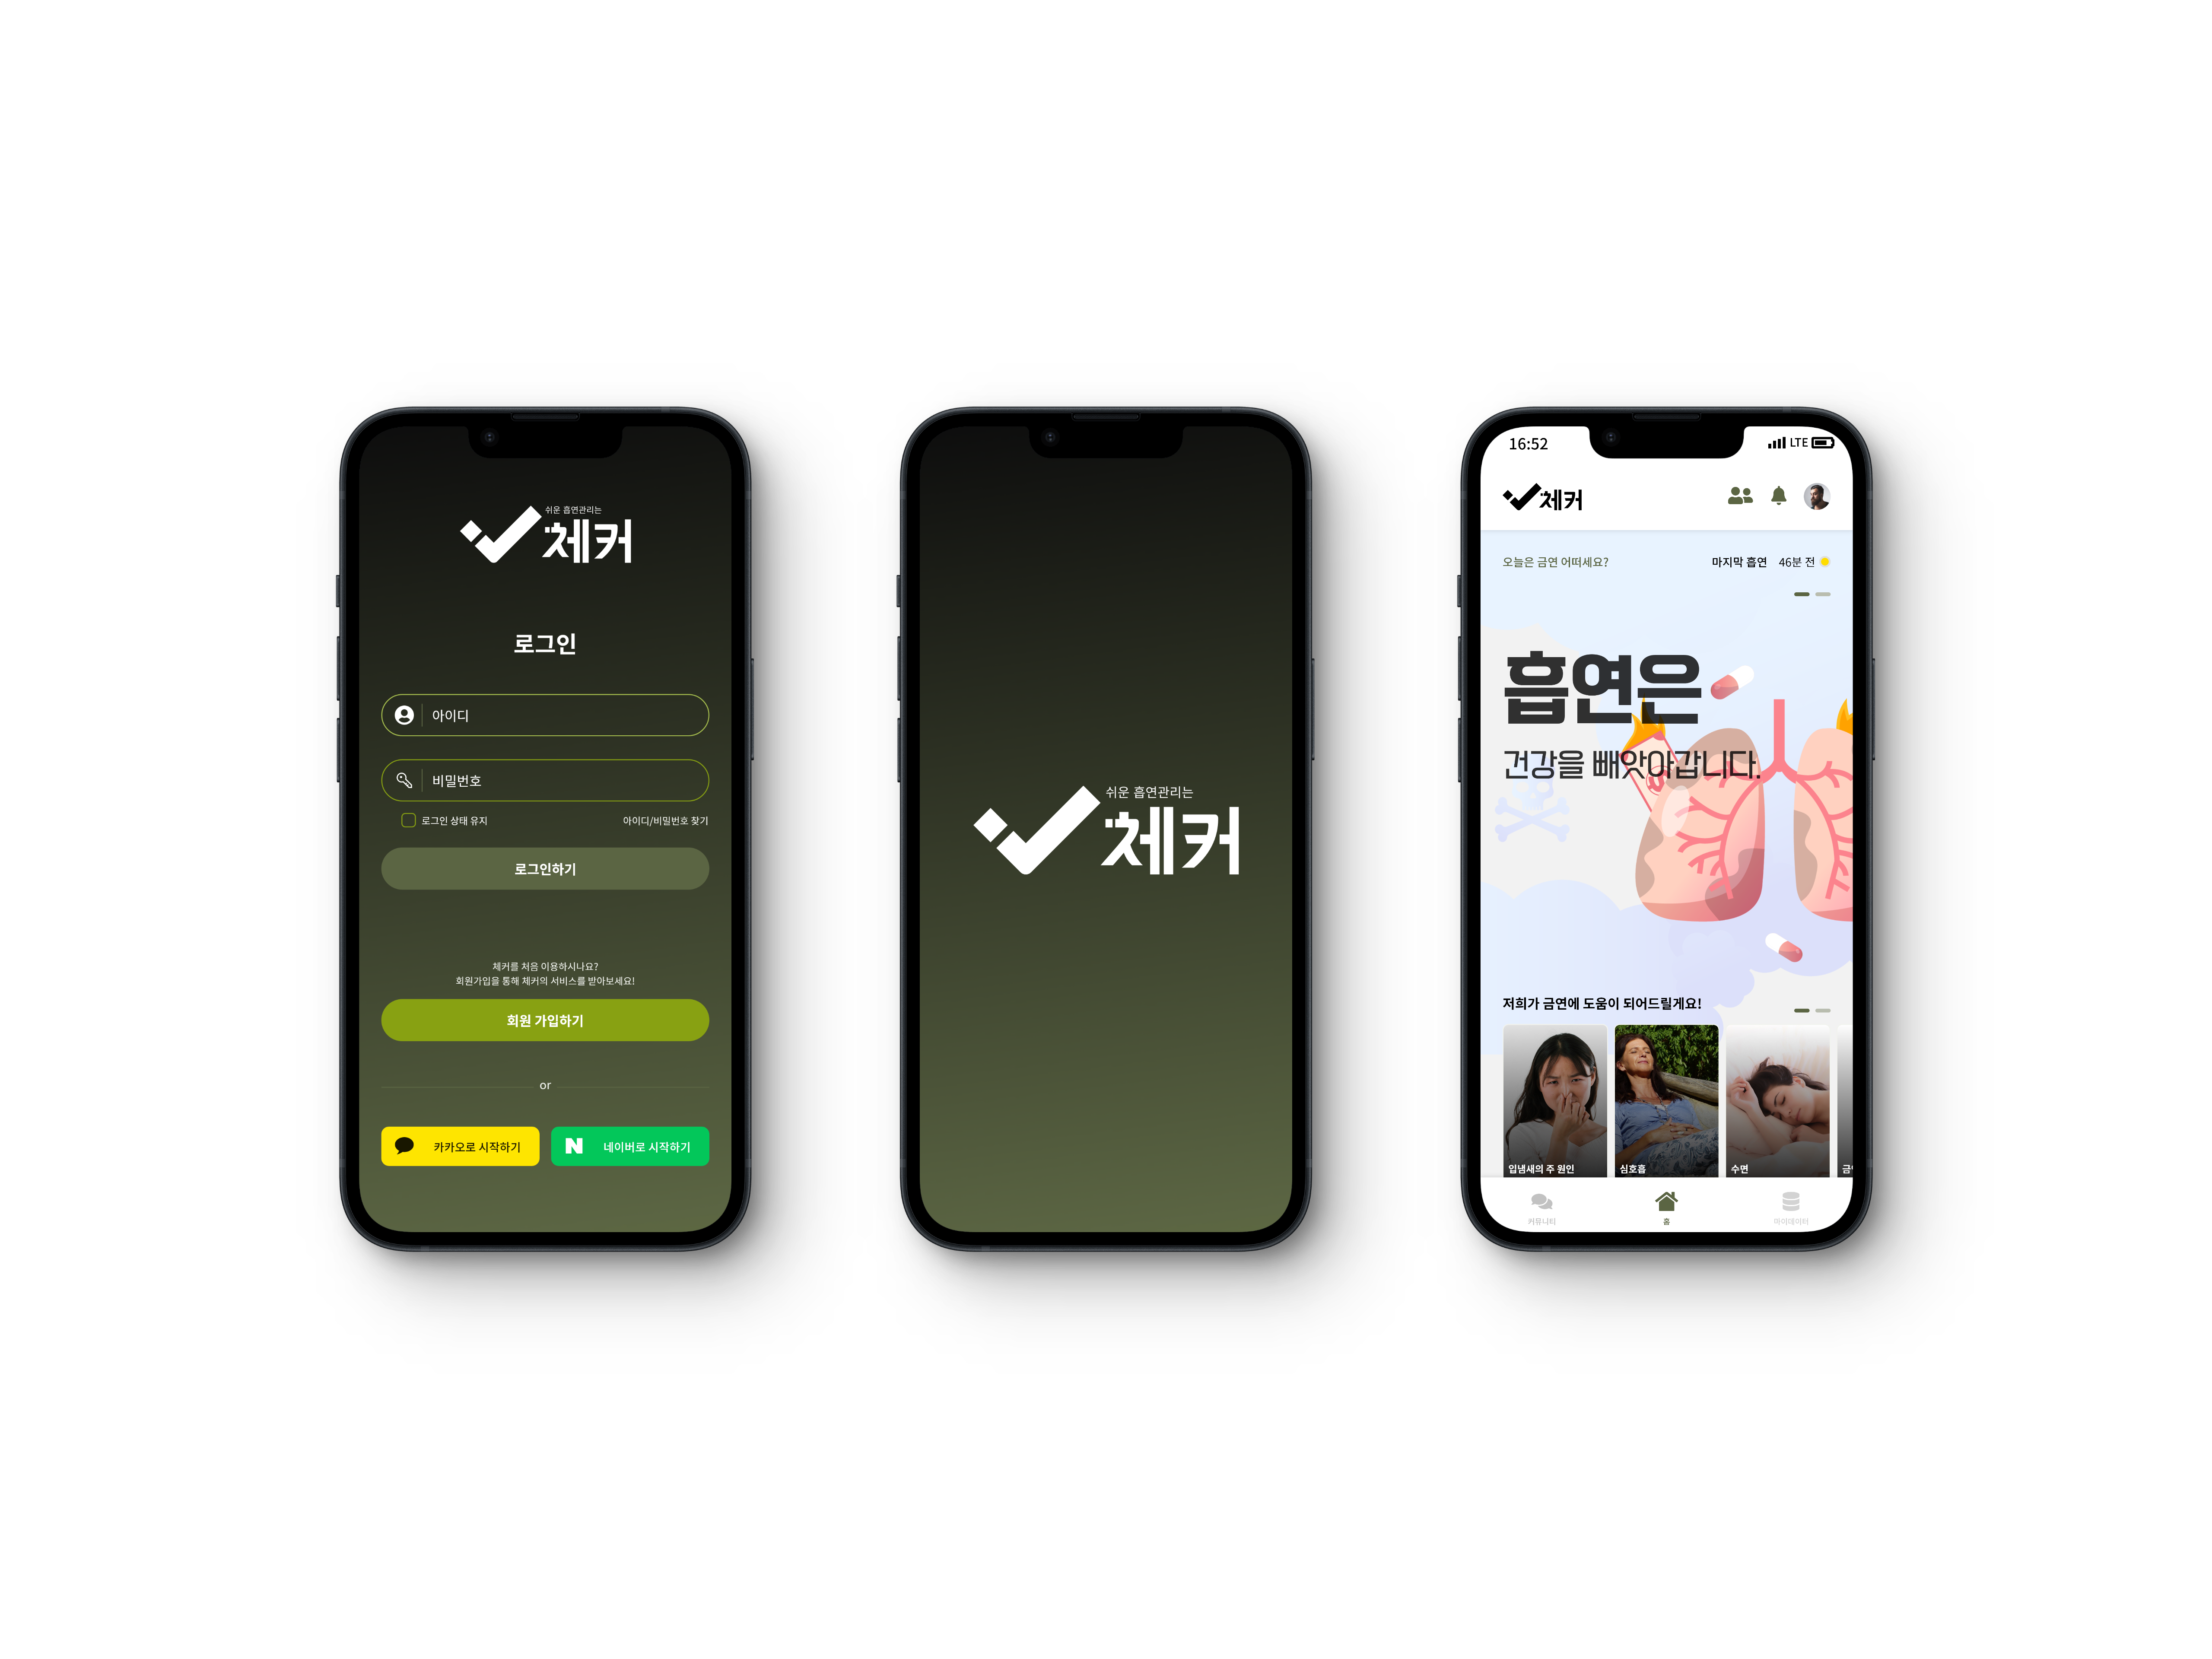 쉬운 흡연관리는
체커
로그인
아이디
비밀번호
로그인 상태 유지
아이디/비밀번호 찾기
로그인하기
체커를 처음 이용하시나요?
회원가입을 통해 체커의 서비스를 받아보세요!
회원 가입하기
or
카카오로 시작하기
N 네이버로 시작하기
쉬운 흡연관리는
체커
16:52 LTE
체커
오늘은 금연 어떠세요?
마지막 흡연 46분 전
흡연은
건강을 빼앗아갑니다.
저희가 금연에 도움이 되어드릴게요!
입냄새의 주 원인
심호흡
수면
커뮤니티
홈
마이데이터